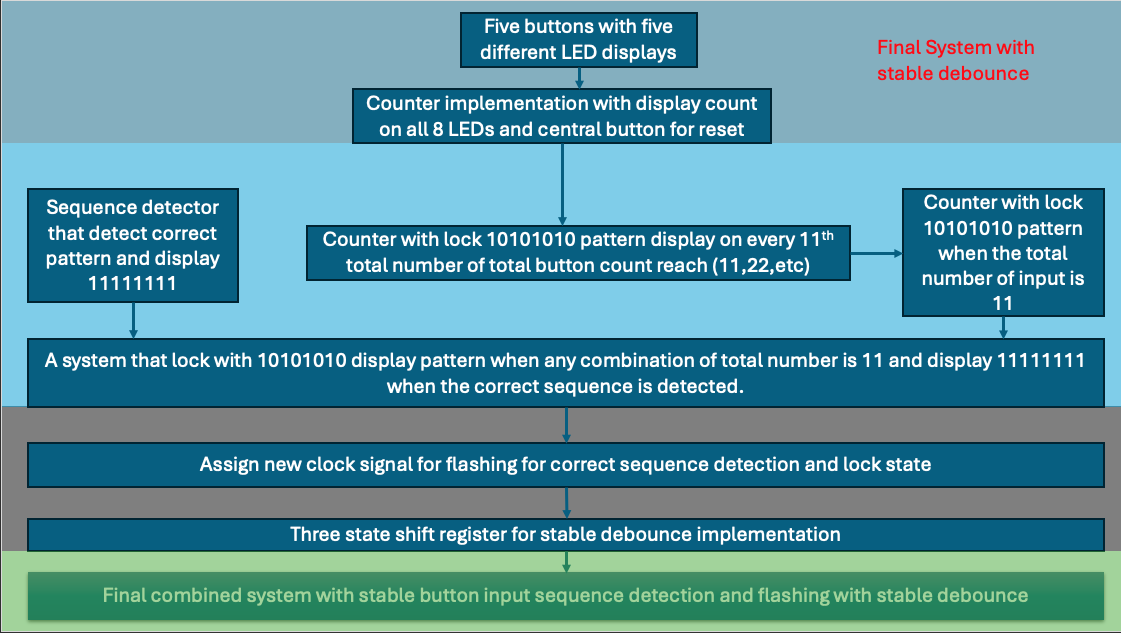 Five buttons with five
different LED displays
Final System with
stable debounce
Counter implementation with display count
on all 8 LEDs and central button for reset
Sequence detector
that detect correct
pattern and display
11111111
Counter with lock 10101010 pattern display on every 11th
total number of total button count reach (11,22,etc)
Counter with lock
10101010 pattern
when the total
number of input is
11
A system that lock with 10101010 display pattern when any combination of total number is 11 and display 11111111
when the correct sequence is detected.
Assign new clock signal for flashing for correct sequence detection and lock state
Three state shift register for stable debounce implementation
Final combined system with stable button input sequence detection and flashing with stable debounce